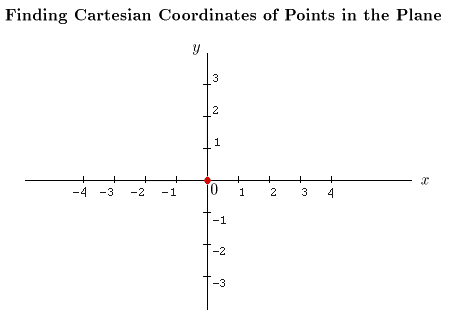 Finding Cartesian Coordinates of Points in the Plane
y
3
2
1
-4 -3 -2 -1 0 1 2 3 4 x
-1
-2
-3